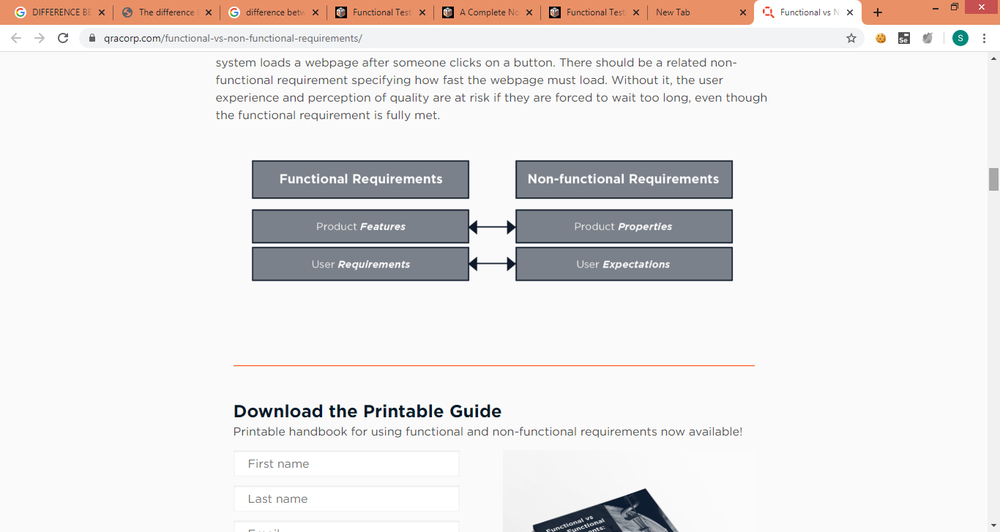 DIFFERENCE BE
The difference
difference betw
Functional Test
A Complete No
Functional Testi
New Tab
Functional vs N
qracorp.com/functional-vs-non-functional-requirements/
Se
S
system loads a webpage after someone clicks on a button. There should be a related non-
functional requirement specifying how fast the webpage must load. Without it, the user
experience and perception of quality are at risk if they are forced to wait too long, even though
the functional requirement is fully met.
Functional Requirements
Non-functional Requirements
Product Features
Product Properties
User Requirements
User Expectations
Download the Printable Guide
Printable handbook for using functional and non-functional requirements now available!
First name
Last name
Email
Functional vs
Functional